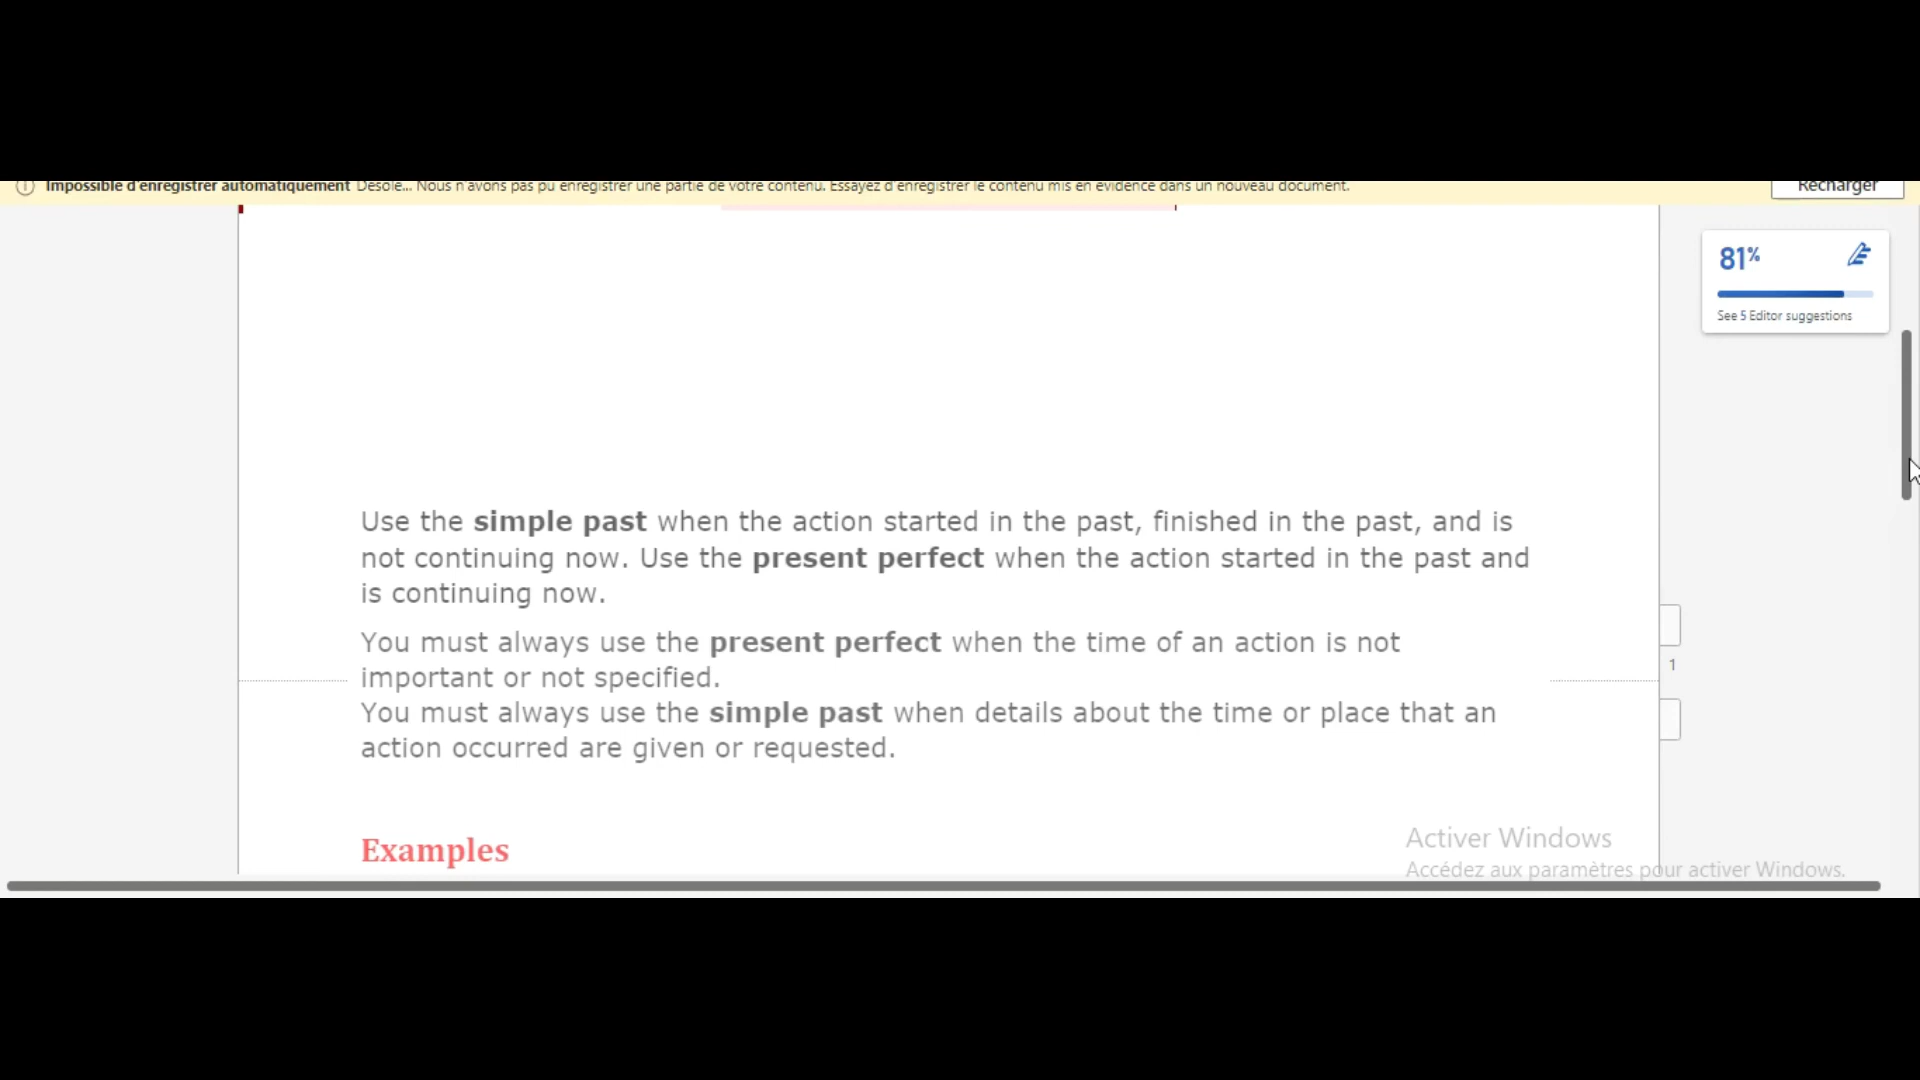 Impossible d'enregistrer automatiquement Désolé... Nous n'avons pas pu enregistrer une partie de votre contenu. Essayez d'enregistrer le contenu mis en évidence dans un nouveau document.
Recharger
81%
See 5 Editor suggestions
Use the simple past when the action started in the past, finished in the past, and is
not continuing now. Use the present perfect when the action started in the past and
is continuing now.
You must always use the present perfect when the time of an action is not
important or not specified.
1
You must always use the simple past when details about the time or place that an
action occurred are given or requested.
Examples
Activer Windows
Accédez aux paramètres pour activer Windows.